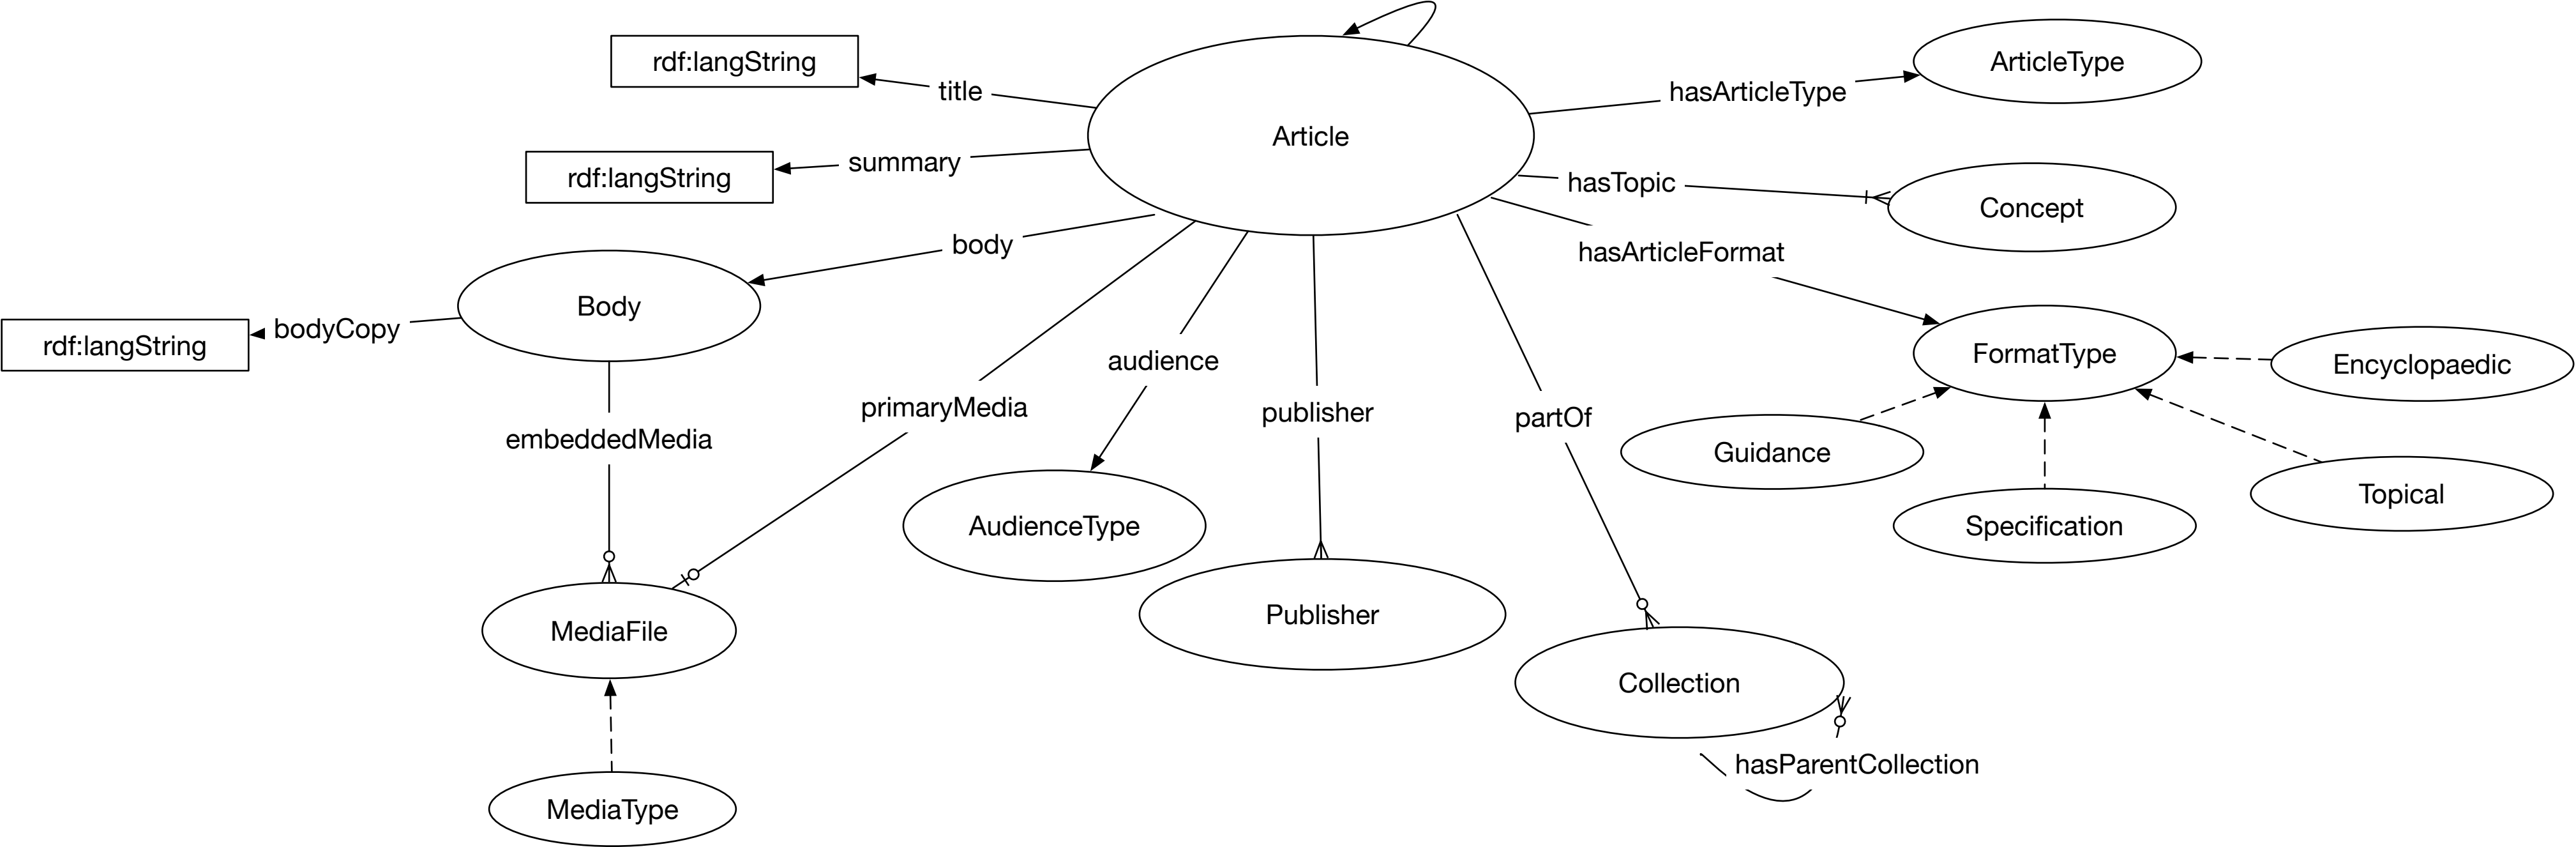 rdf:langString
title
Article
hasArticleType
ArticleType
rdf:langString
summary
hasTopic
Concept
body
hasArticleFormat
Body
rdf:langString
bodyCopy
FormatType
Encyclopaedic
audience
primaryMedia
publisher
partOf
embeddedMedia
Guidance
Topical
AudienceType
Specification
MediaFile
Publisher
Collection
hasParentCollection
MediaType